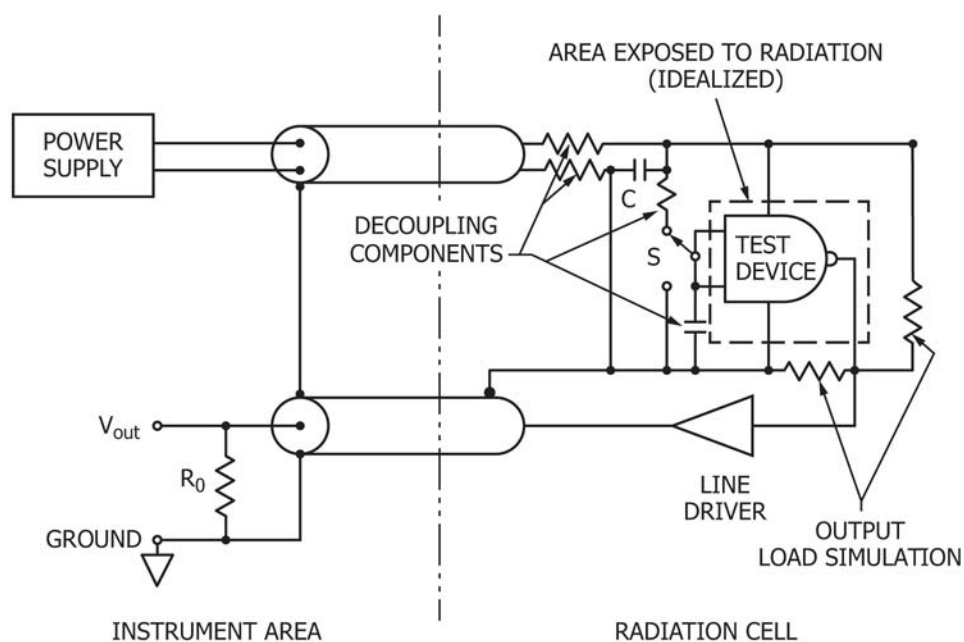 AREA EXPOSED TO RADIATION
(IDEALIZED)
POWER
SUPPLY
C
DECOUPLING
COMPONENTS
S
TEST
DEVICE
Vout
R0
LINE
DRIVER
GROUND
OUTPUT
LOAD SIMULATION
INSTRUMENT AREA
RADIATION CELL